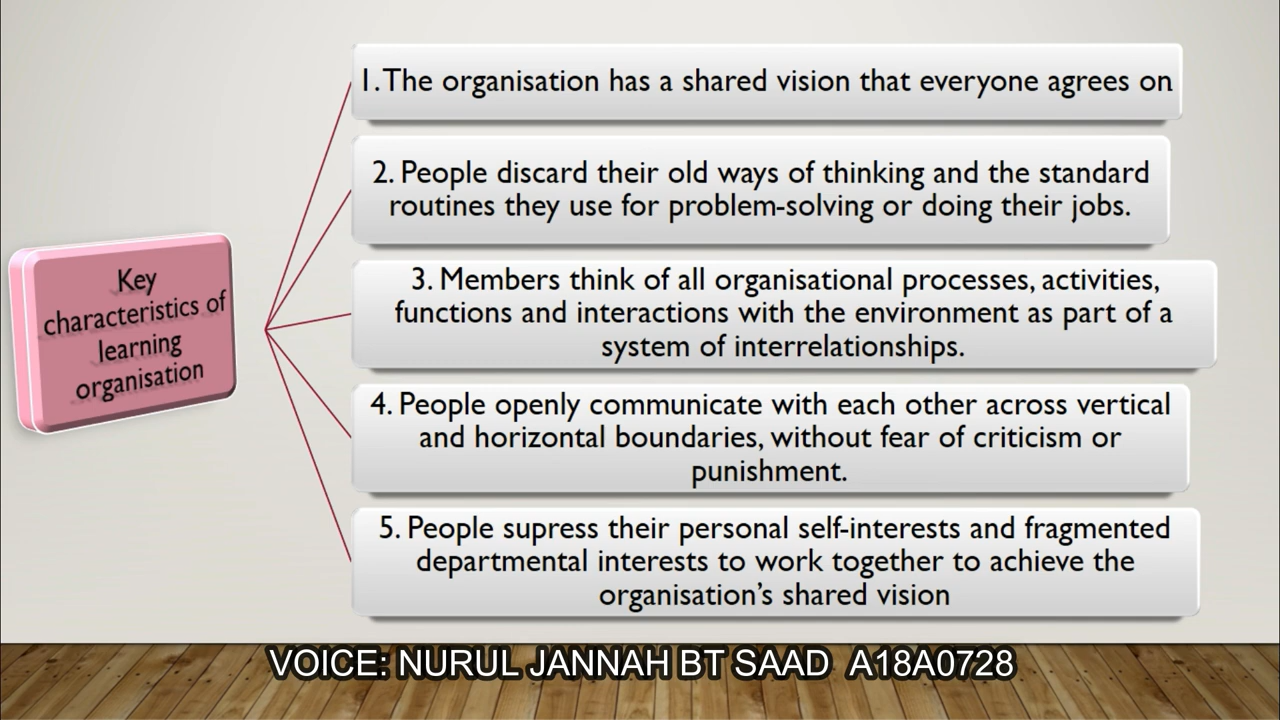 Key
characteristics of
learning
organisation
1. The organisation has a shared vision that everyone agrees on
2. People discard their old ways of thinking and the standard
routines they use for problem-solving or doing their jobs.
3. Members think of all organisational processes, activities,
functions and interactions with the environment as part of a
system of interrelationships.
4. People openly communicate with each other across vertical
and horizontal boundaries, without fear of criticism or
punishment.
5. People supress their personal self-interests and fragmented
departmental interests to work together to achieve the
organisation's shared vision
VOICE: NURUL JANNAH BT SAAD A18A0728